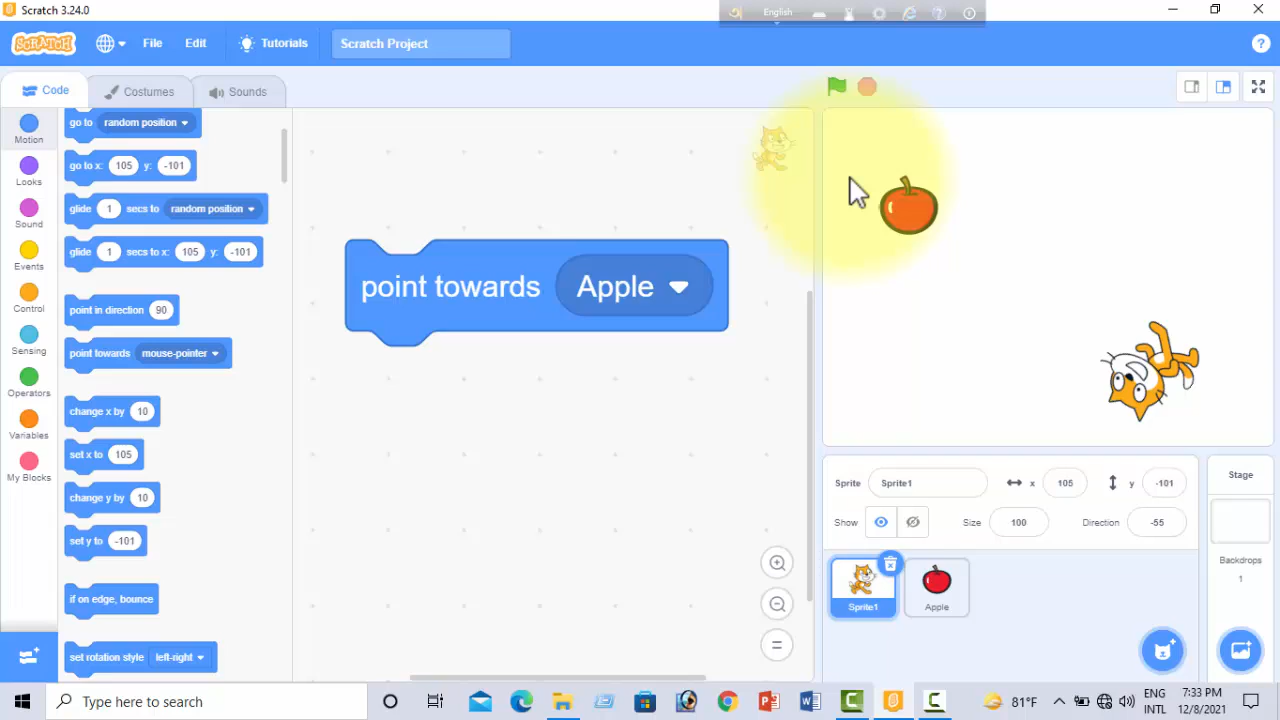 Scratch 3.24.0
English
SCRATCH
File
Edit
Tutorials
Scratch Project
?
Code
Costumes
Sounds
Motion
Looks
Sound
Events
Control
Sensing
Operators
Variables
My Blocks
go to random position
go to x: 105 y: -101
glide 1 secs to random position
glide 1 secs to x: 105 y: -101
point in direction 90
point towards mouse-pointer
change x by 10
set x to 105
change y by 10
set y to -101
if on edge, bounce
set rotation style left-right
point towards Apple
Sprite Sprite1 x 105 y -101
Show Size 100 Direction -55
Sprite1
Apple
Stage
Backdrops
1
Type here to search
81°F
ENG
INTL
7:33 PM
12/8/2021